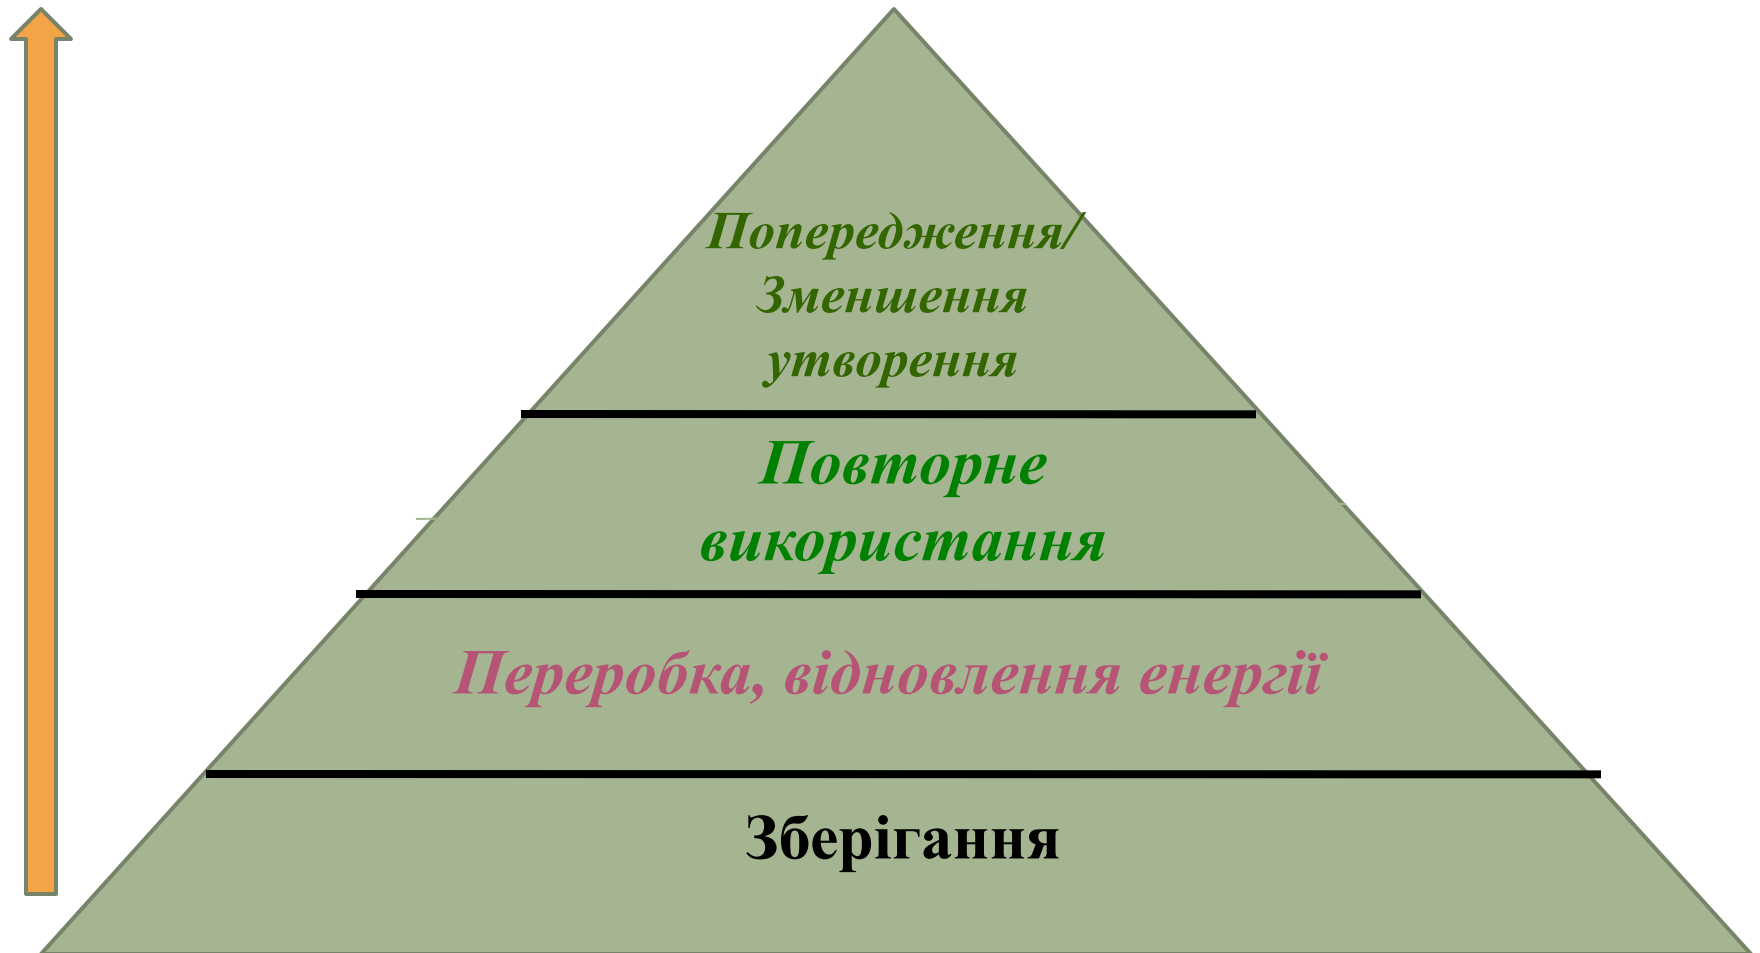 Попередження/
Зменшення
утворення
Повторне
використання
Переробка, відновлення енергії
Зберігання